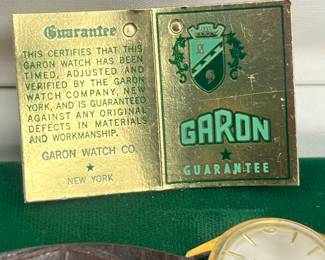 Guarantee
THIS CERTIFIES THAT THIS
GARON WATCH HAS BEEN
TIMED, ADJUSTED AND
VERIFIED BY THE GARON
WATCH COMPANY, NEW
YORK, AND IS GUARANTEED
AGAINST ANY ORIGINAL
DEFECTS IN MATERIALS
AND WORKMANSHIP.
GARON WATCH CO.
NEW YORK
GARON
GUARANTEE